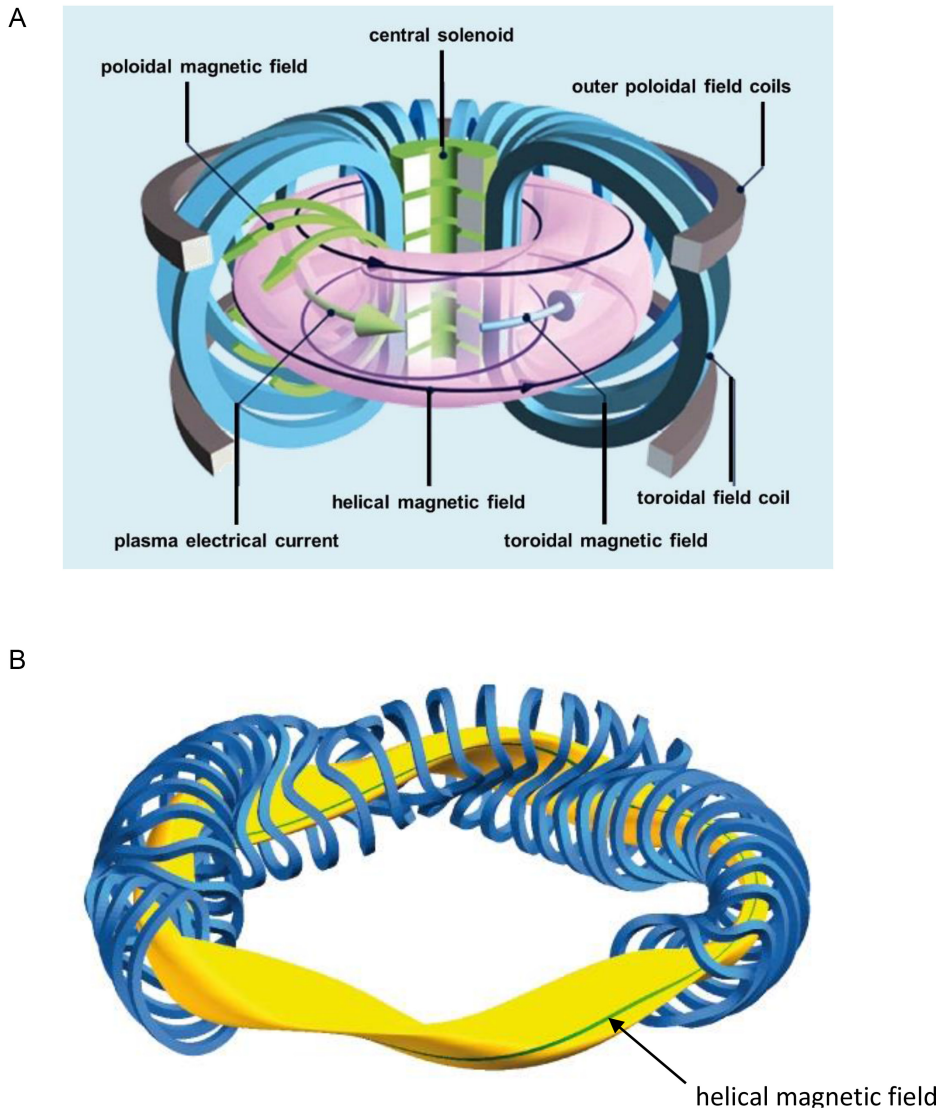 A
central solenoid
poloidal magnetic field
outer poloidal field coils
helical magnetic field
toroidal field coil
plasma electrical current
toroidal magnetic field
B
helical magnetic field